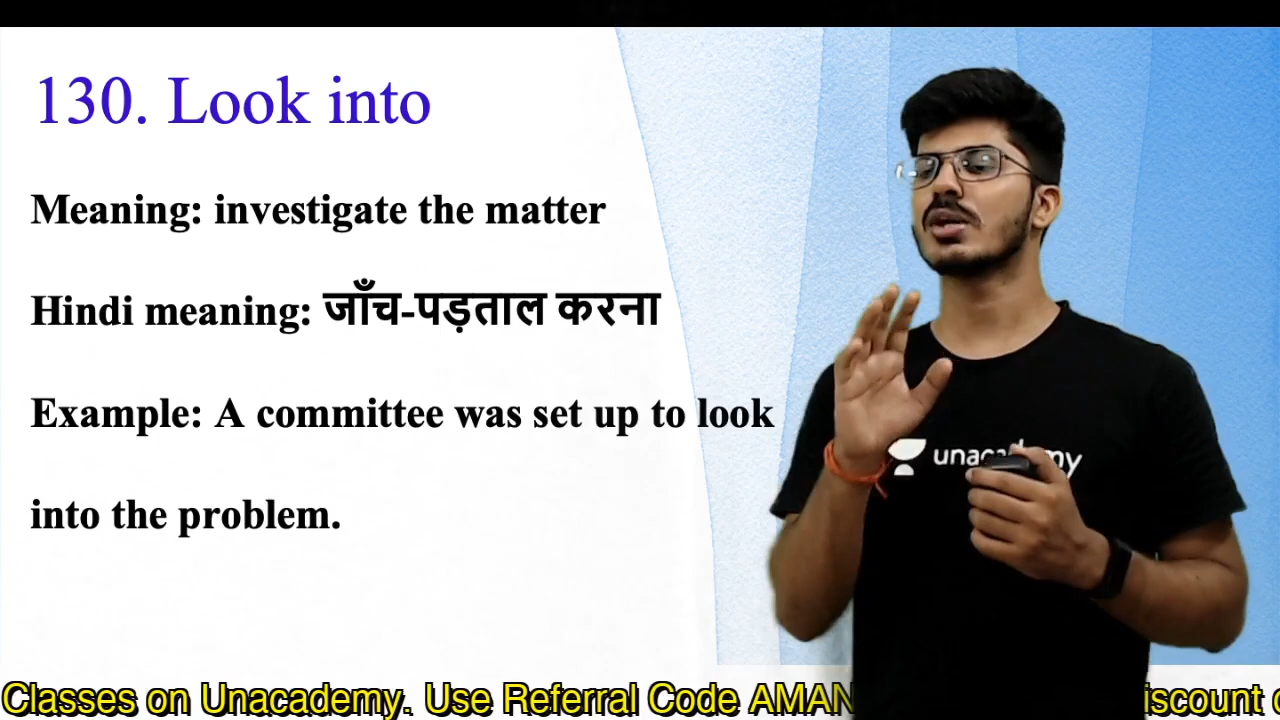 130. Look into
Meaning: investigate the matter
Hindi meaning: जाँच-पड़ताल करना
Example: A committee was set up to look
into the problem.
unacademy
Classes on Unacademy. Use Referral Code AMAN